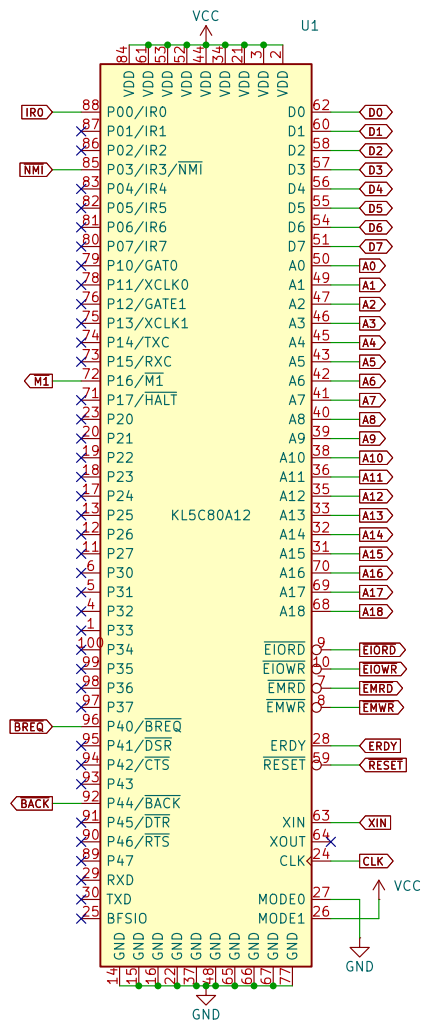 VCC
U1
84 61 53 52 44 34 21 3 2
VDD VDD VDD VDD VDD VDD VDD VDD VDD
IR0 88 P00/IR0 D0 62 D0
87 P01/IR1 D1 60 D1
86 P02/IR2 D2 58 D2
NMI 85 P03/IR3/NMI D3 57 D3
83 P04/IR4 D4 56 D4
82 P05/IR5 D5 55 D5
81 P06/IR6 D6 54 D6
80 P07/IR7 D7 51 D7
79 P10/GAT0 A0 50 A0
78 P11/XCLK0 A1 49 A1
76 P12/GATE1 A2 47 A2
75 P13/XCLK1 A3 46 A3
74 P14/TXC A4 45 A4
73 P15/RXC A5 43 A5
M1 72 P16/M1 A6 42 A6
71 P17/HALT A7 41 A7
23 P20 A8 40 A8
20 P21 A9 39 A9
19 P22 A10 38 A10
18 P23 A11 36 A11
17 P24 A12 35 A12
13 P25 KL5C80A12 A13 33 A13
12 P26 A14 32 A14
11 P27 A15 31 A15
6 P30 A16 70 A16
5 P31 A17 69 A17
4 P32 A18 68 A18
1 P33
100 P34 EIORD 9 EIORD
99 P35 EIOWR 10 EIOWR
98 P36 EMRD 7 EMRD
97 P37 EMWR 8 EMWR
BREQ 96 P40/BREQ
95 P41/DSR ERDY 28 ERDY
94 P42/CTS RESET 59 RESET
93 P43
BACK 92 P44/BACK
91 P45/DTR XIN 63 XIN
90 P46/RTS XOUT 64
89 P47 CLK 24 CLK
29 RXD
30 TXD MODE0 27 VCC
25 BFSIO MODE1 26
GND GND GND GND GND GND GND GND GND GND
14 15 16 22 37 48 65 66 67 77
GND
GND